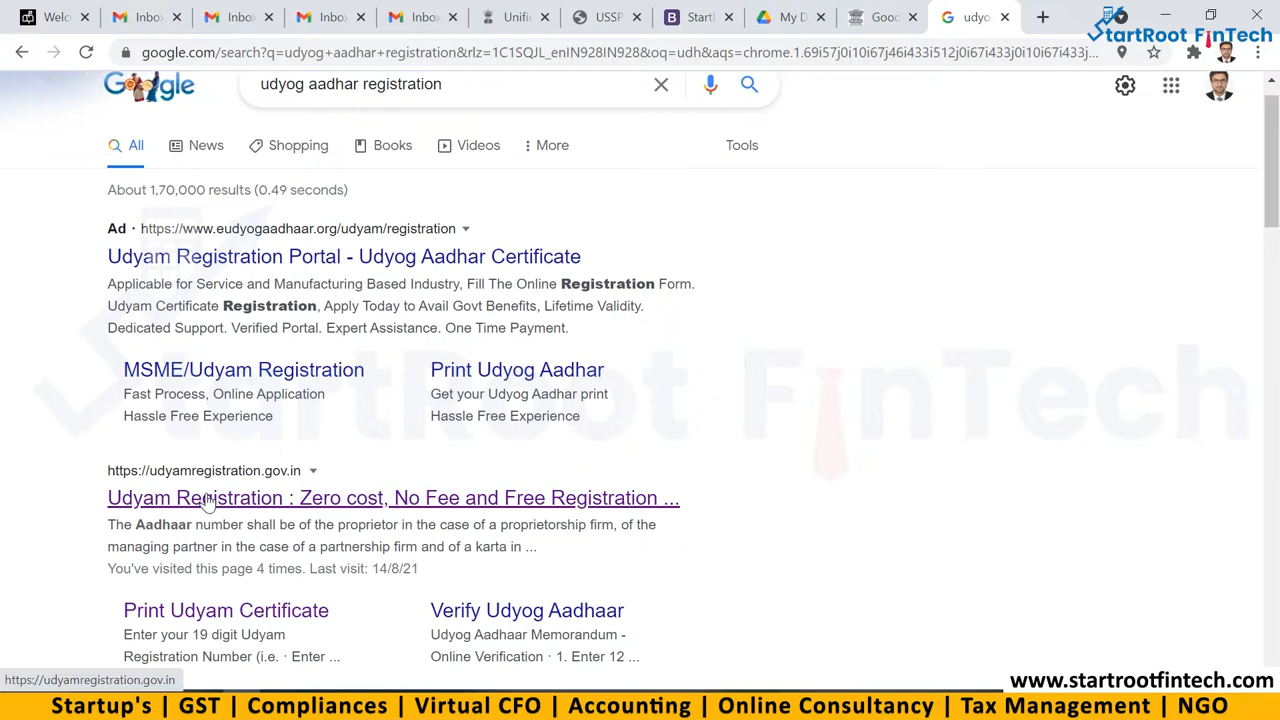 Welc
Inbo
Inbox
Inbo
Inbo
Unifi
USSP
StartI
My D
Good
udyo
StartRoot FinTech
google.com/search?q=udyog+aadhar+registration&rlz=1C1SQJL_enIN928IN928&oq=udh&aqs=chrome.1.69i57j0i10i67j46i433i512j0i67i433j0i10i67i433j...
Google
udyog aadhar registration
All
News
Shopping
Books
Videos
More
Tools
About 1,70,000 results (0.49 seconds)
Ad · https://www.eudyogaadhaar.org/udyam/registration
Udyam Registration Portal - Udyog Aadhar Certificate
Applicable for Service and Manufacturing Based Industry, Fill The Online Registration Form.
Udyam Certificate Registration, Apply Today to Avail Govt Benefits, Lifetime Validity.
Dedicated Support. Verified Portal. Expert Assistance. One Time Payment.
MSME/Udyam Registration
Fast Process, Online Application
Hassle Free Experience
Print Udyog Aadhar
Get your Udyog Aadhar print
Hassle Free Experience
StartRoot FinTech
https://udyamregistration.gov.in
Udyam Registration : Zero cost, No Fee and Free Registration ...
The Aadhaar number shall be of the proprietor in the case of a proprietorship firm, of the
managing partner in the case of a partnership firm and of a karta in ...
You've visited this page 4 times. Last visit: 14/8/21
Print Udyam Certificate
Enter your 19 digit Udyam
Registration Number (i.e. · Enter ...
Verify Udyog Aadhaar
Udyog Aadhaar Memorandum -
Online Verification · 1. Enter 12 ...
https://udyamregistration.gov.in
www.startrootfintech.com
Startup's | GST | Compliances | Virtual CFO | Accounting | Online Consultancy | Tax Management | NGO